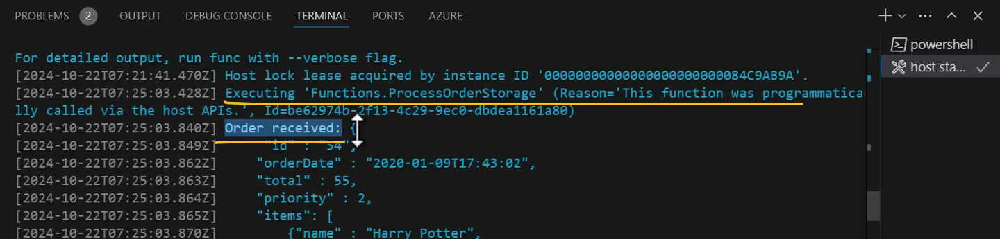 PROBLEMS 2 OUTPUT DEBUG CONSOLE TERMINAL PORTS AZURE
powershell
host sta...
For detailed output, run func with --verbose flag.
[2024-10-22T07:21:41.470Z] Host lock lease acquired by instance ID '00000000000000000000000084C9AB9A'.
[2024-10-22T07:25:03.428Z] Executing 'Functions.ProcessOrderStorage' (Reason='This function was programmatica
lly called via the host APIs.', Id=be62974b-2f13-4c29-9ec0-dbdea1161a80)
[2024-10-22T07:25:03.840Z] Order received: {
[2024-10-22T07:25:03.849Z] "id" : "54",
[2024-10-22T07:25:03.862Z] "orderDate" : "2020-01-09T17:43:02",
[2024-10-22T07:25:03.863Z] "total" : 55,
[2024-10-22T07:25:03.864Z] "priority" : 2,
[2024-10-22T07:25:03.865Z] "items": [
[2024-10-22T07:25:03.870Z] {"name" : "Harry Potter",